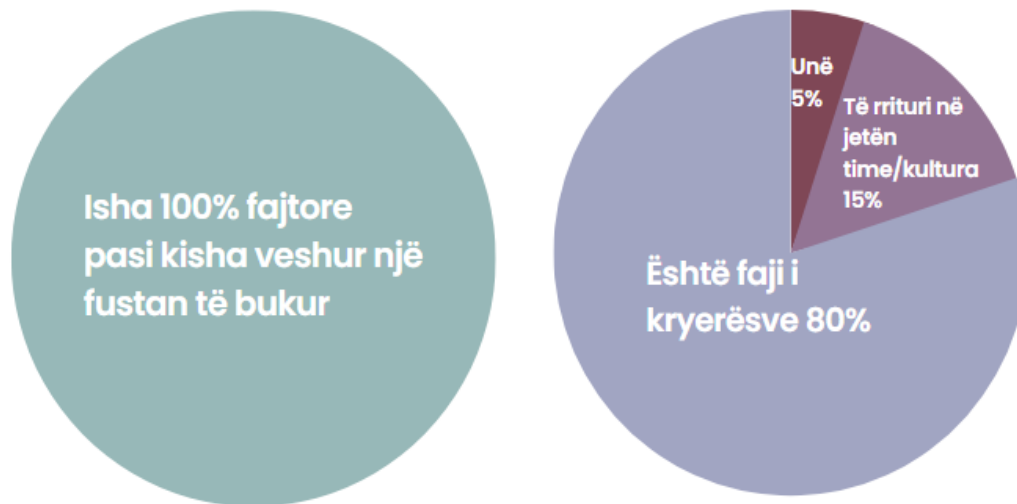 Isha 100% fajtore
pasi kisha veshur një
fustan të bukur
Unë
5%
Të rrituri në
jetën
time/kultura
15%
Është faji i
kryerësve 80%